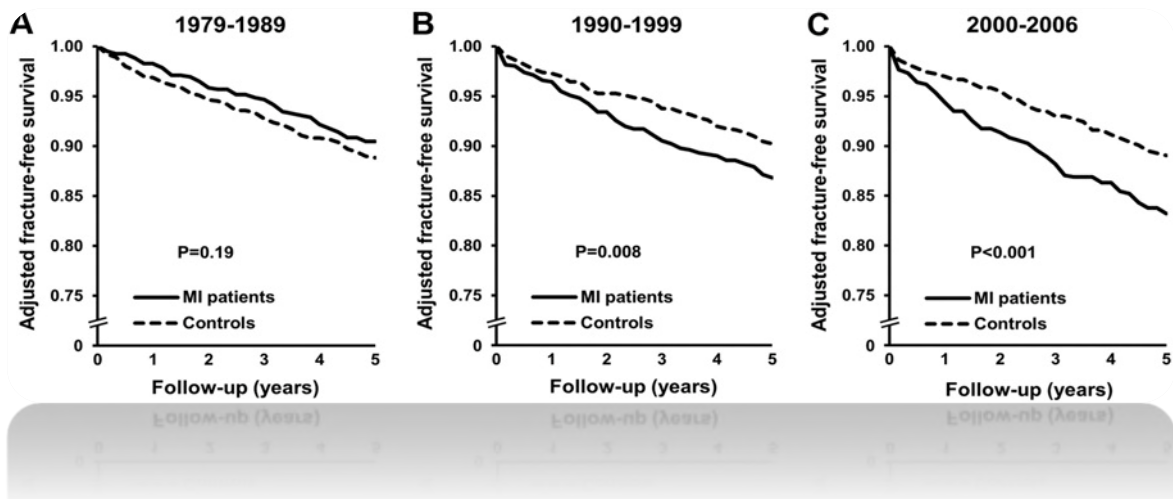 A 1979-1989
Adjusted fracture-free survival
1.00
0.95
0.90
0.85
0.80
0.75
0
P=0.19
MI patients
Controls
0 1 2 3 4 5
Follow-up (years)
B 1990-1999
Adjusted fracture-free survival
1.00
0.95
0.90
0.85
0.80
0.75
0
P=0.008
MI patients
Controls
0 1 2 3 4 5
Follow-up (years)
C 2000-2006
Adjusted fracture-free survival
1.00
0.95
0.90
0.85
0.80
0.75
0
P<0.001
MI patients
Controls
0 1 2 3 4 5
Follow-up (years)